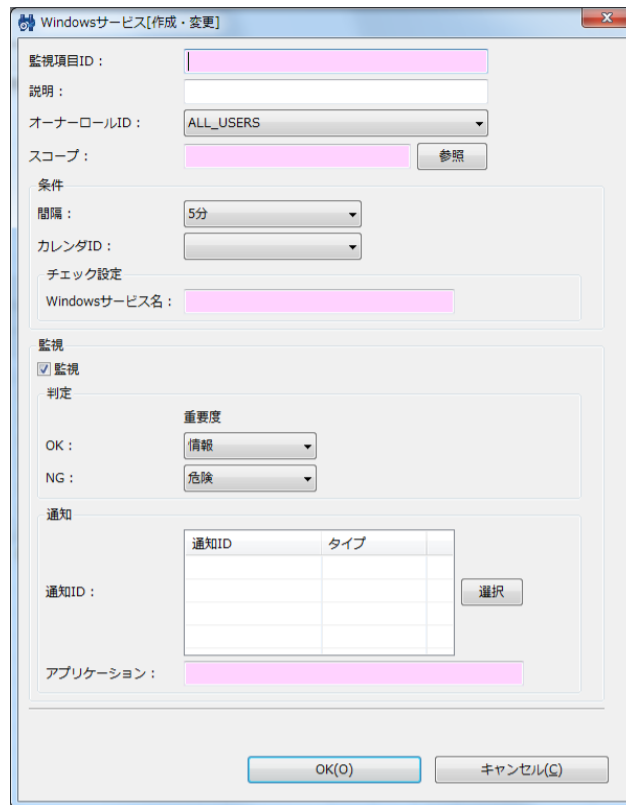 Windowsサービス[作成・変更]
監視項目ID：
説明：
オーナーロールID： ALL_USERS
スコープ： 参照
条件
間隔： 5分
カレンダID：
チェック設定
Windowsサービス名：
監視
監視
判定
重要度
OK： 情報
NG： 危険
通知
通知ID タイプ
通知ID： 選択
アプリケーション：
OK(O) キャンセル(C)